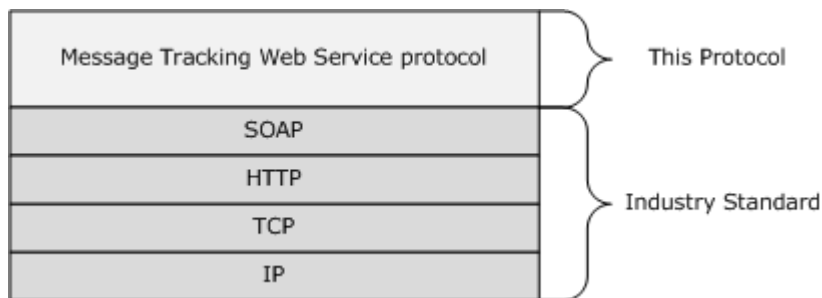 Message Tracking Web Service protocol
This Protocol
SOAP
HTTP
TCP
IP
Industry Standard